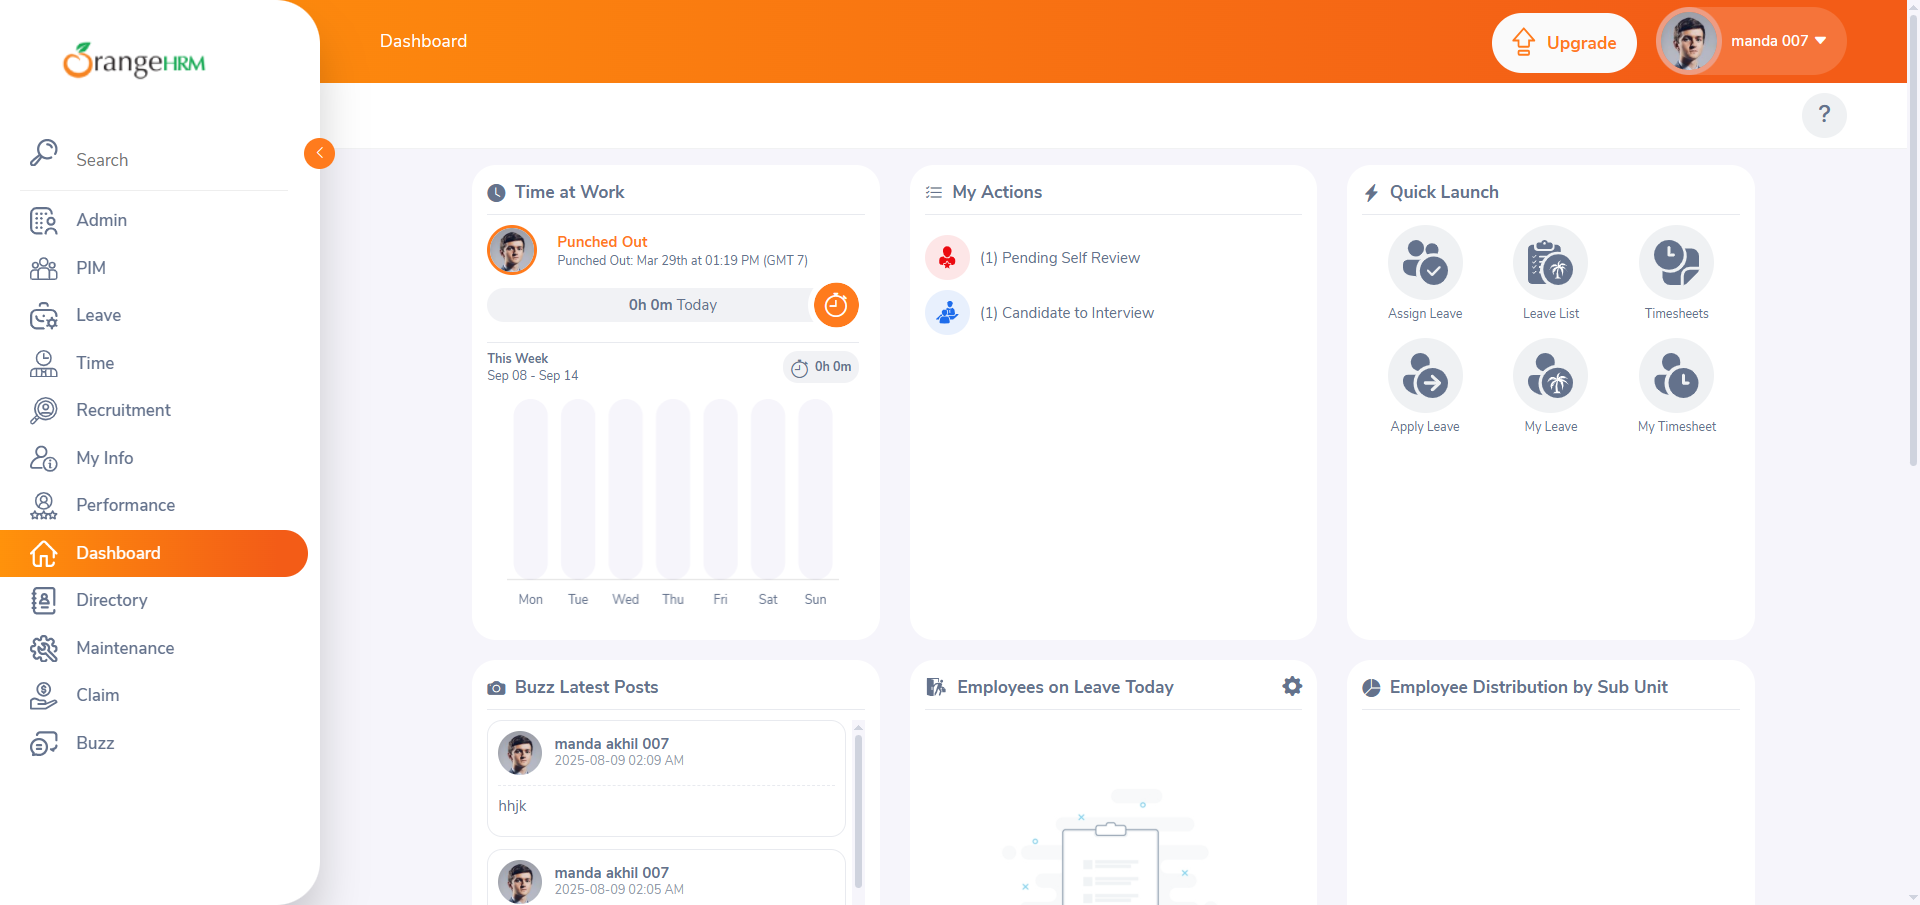 OrangeHRM
Dashboard
Upgrade
manda 007
?
Search
Admin
PIM
Leave
Time
Recruitment
My Info
Performance
Dashboard
Directory
Maintenance
Claim
Buzz
Time at Work
Punched Out
Punched Out: Mar 29th at 01:19 PM (GMT 7)
0h 0m Today
This Week
Sep 08 - Sep 14
0h 0m
Mon Tue Wed Thu Fri Sat Sun
My Actions
(1) Pending Self Review
(1) Candidate to Interview
Quick Launch
Assign Leave Leave List Timesheets
Apply Leave My Leave My Timesheet
Buzz Latest Posts
manda akhil 007
2025-08-09 02:09 AM
hhjk
manda akhil 007
2025-08-09 02:05 AM
Employees on Leave Today
Employee Distribution by Sub Unit